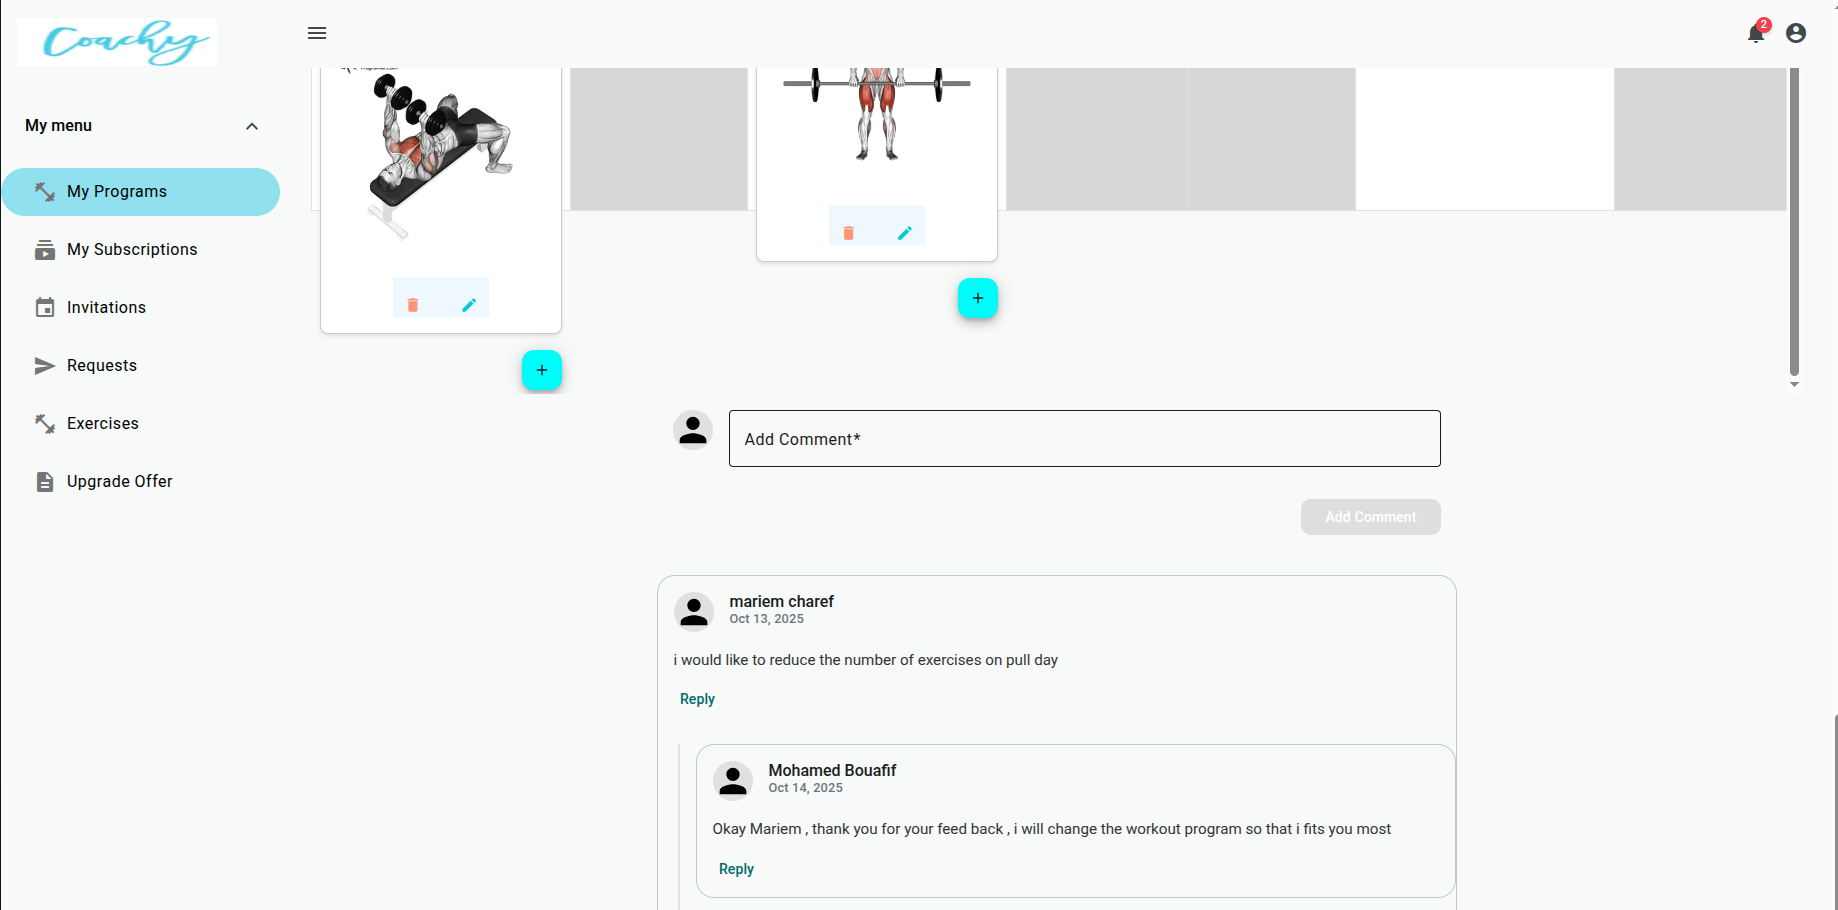 Coachy
2
My menu
My Programs
My Subscriptions
Invitations
Requests
Exercises
Upgrade Offer
+
+
Add Comment*
Add Comment
mariem charef
Oct 13, 2025
i would like to reduce the number of exercises on pull day
Reply
Mohamed Bouafif
Oct 14, 2025
Okay Mariem , thank you for your feed back , i will change the workout program so that i fits you most
Reply